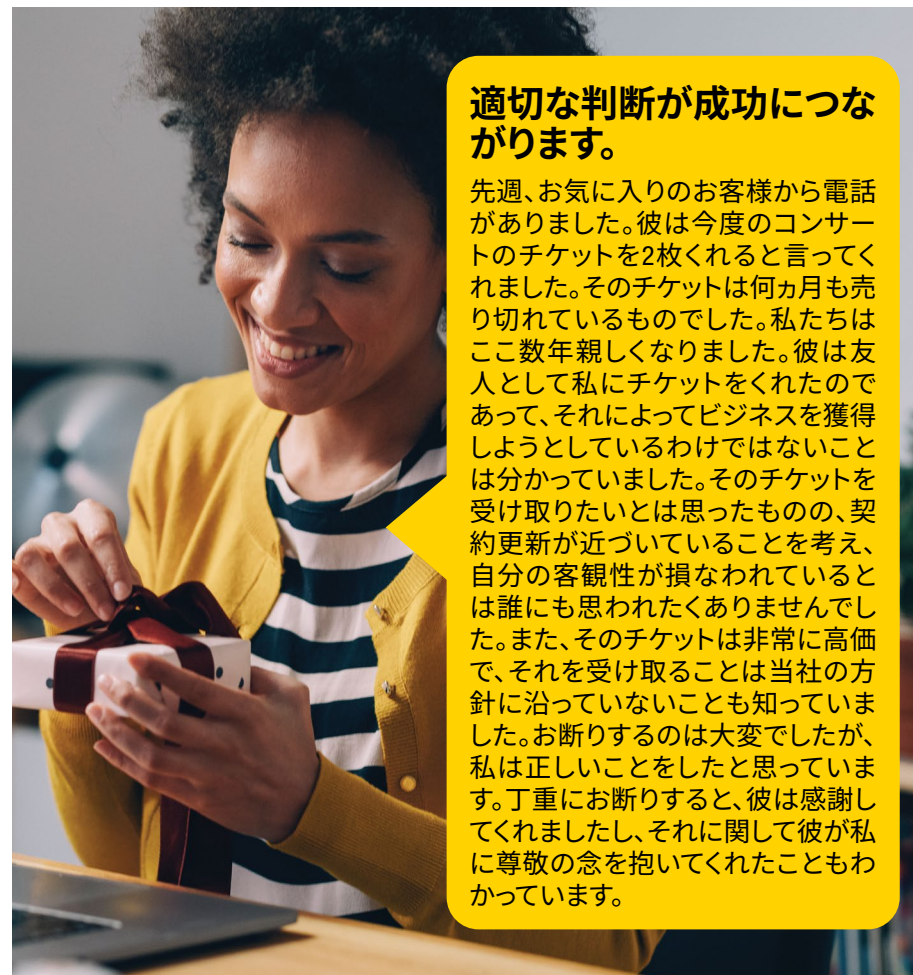 適切な判断が成功につな
がります。
先週、お気に入りのお客様から電話
がありました。彼は今度のコンサー
トのチケットを2枚くれると言ってく
れました。そのチケットは何ヵ月も売
り切れているものでした。私たちは
ここ数年親しくなりました。彼は友
人として私にチケットをくれたので
あって、それによってビジネスを獲得
しようとしているわけではないこと
は分かっていました。そのチケットを
受け取りたいとは思ったものの、契
約更新が近づいていることを考え、
自分の客観性が損なわれていると
は誰にも思われたくありませんでし
た。また、そのチケットは非常に高価
で、それを受け取ることは当社の方
針に沿っていないことも知っていま
した。お断りするのは大変でしたが、
私は正しいことをしたと思っていま
す。丁重にお断りすると、彼は感謝し
てくれましたし、それに関して彼が私
に尊敬の念を抱いてくれたこともわ
かっています。